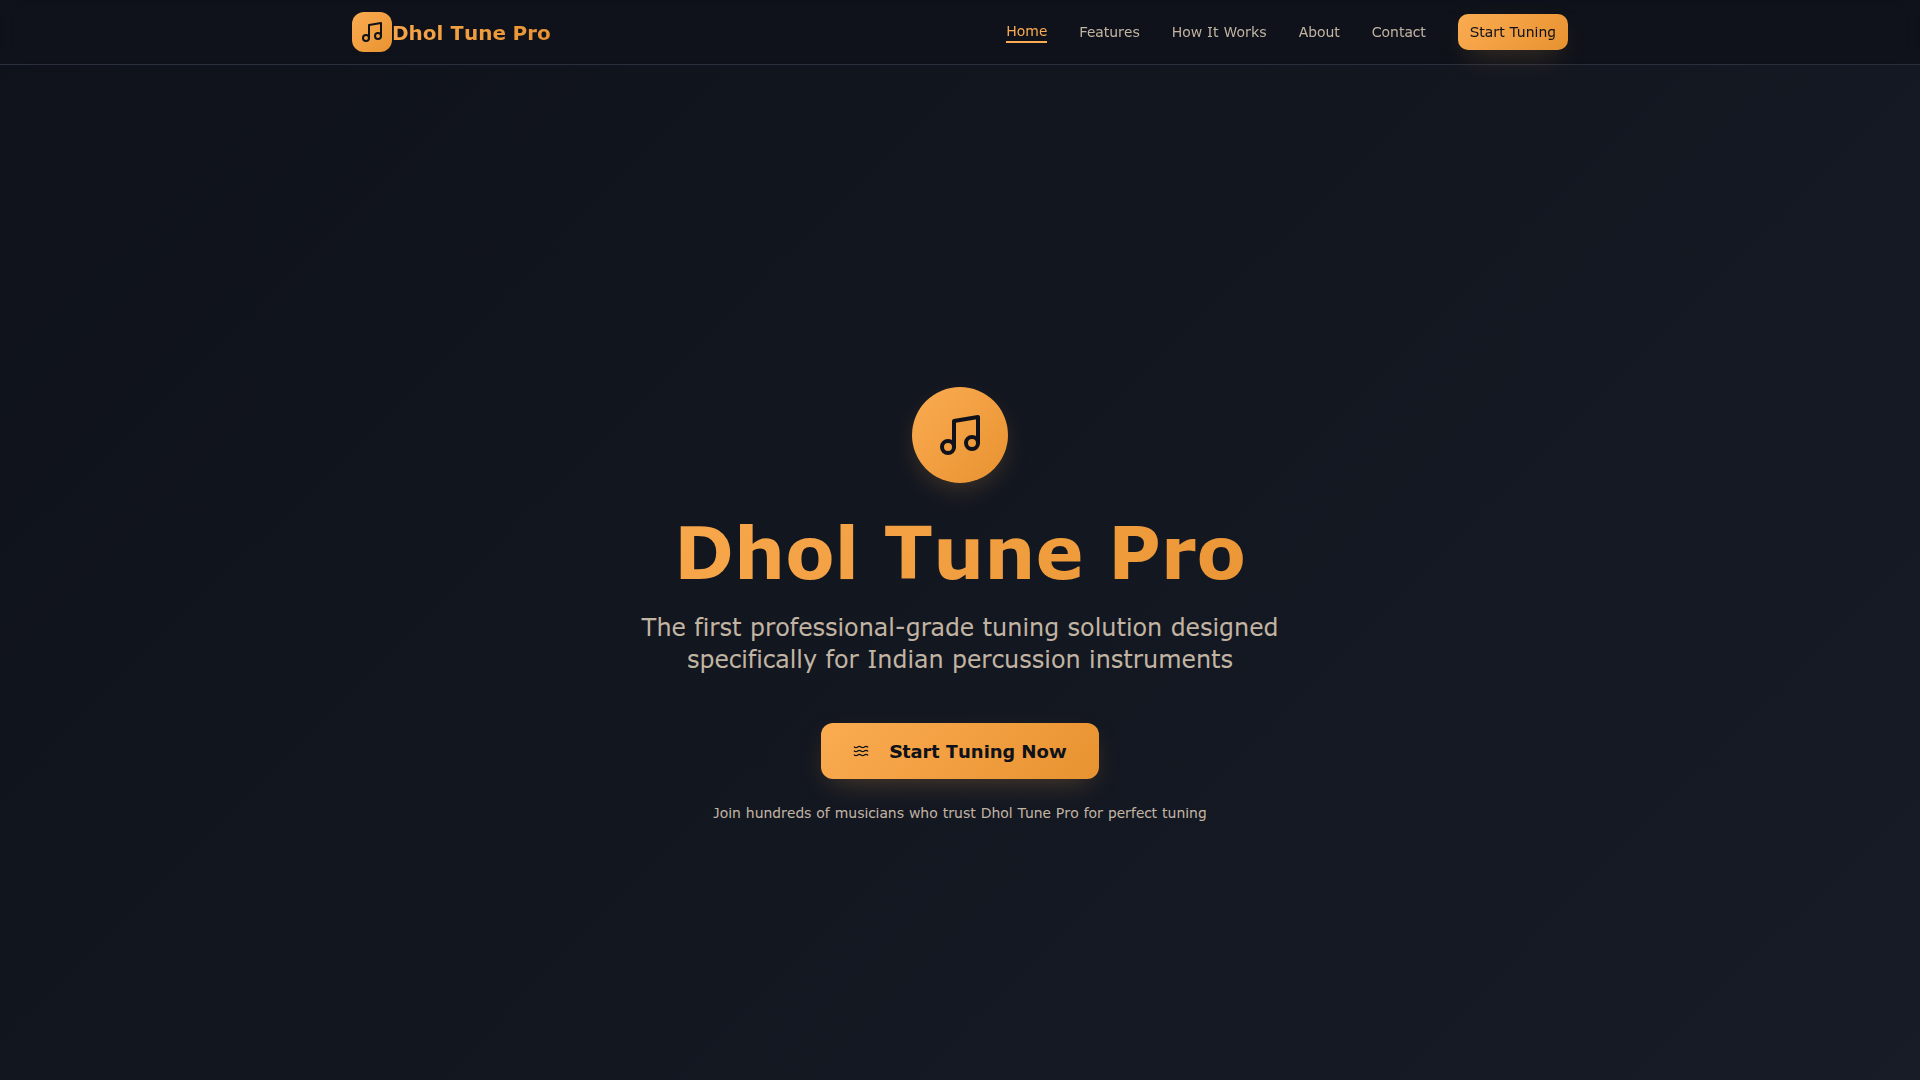 Dhol Tune Pro
Home
Features
How It Works
About
Contact
Start Tuning
Dhol Tune Pro
The first professional-grade tuning solution designed
specifically for Indian percussion instruments
Start Tuning Now
Join hundreds of musicians who trust Dhol Tune Pro for perfect tuning